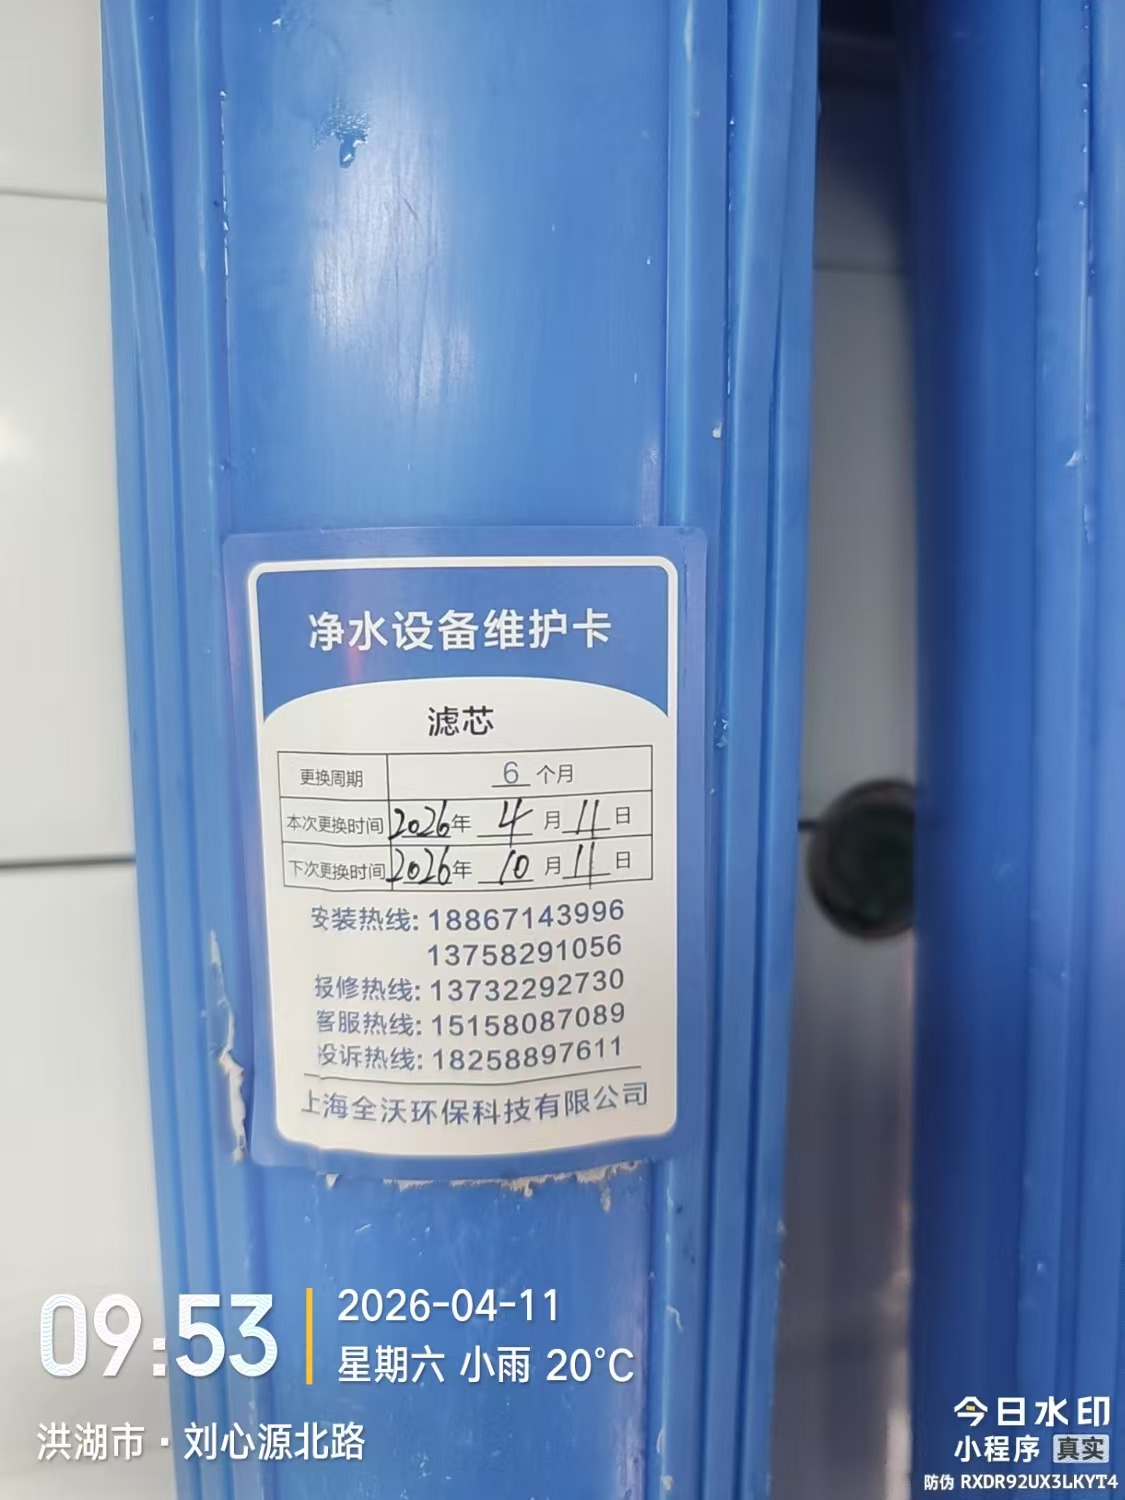 净水设备维护卡
滤芯
更换周期 6 个月
本次更换时间 2026年 4 月 11 日
下次更换时间 2026年 10 月 11 日
安装热线: 18867143996
13758291056
报修热线: 13732292730
客服热线: 15158087089
投诉热线: 18258897611
上海全沃环保科技有限公司
09:53
2026-04-11
星期六 小雨 20°C
洪湖市·刘心源北路
今日水印
小程序 真实
防伪 RXDR92UX3LKYT4